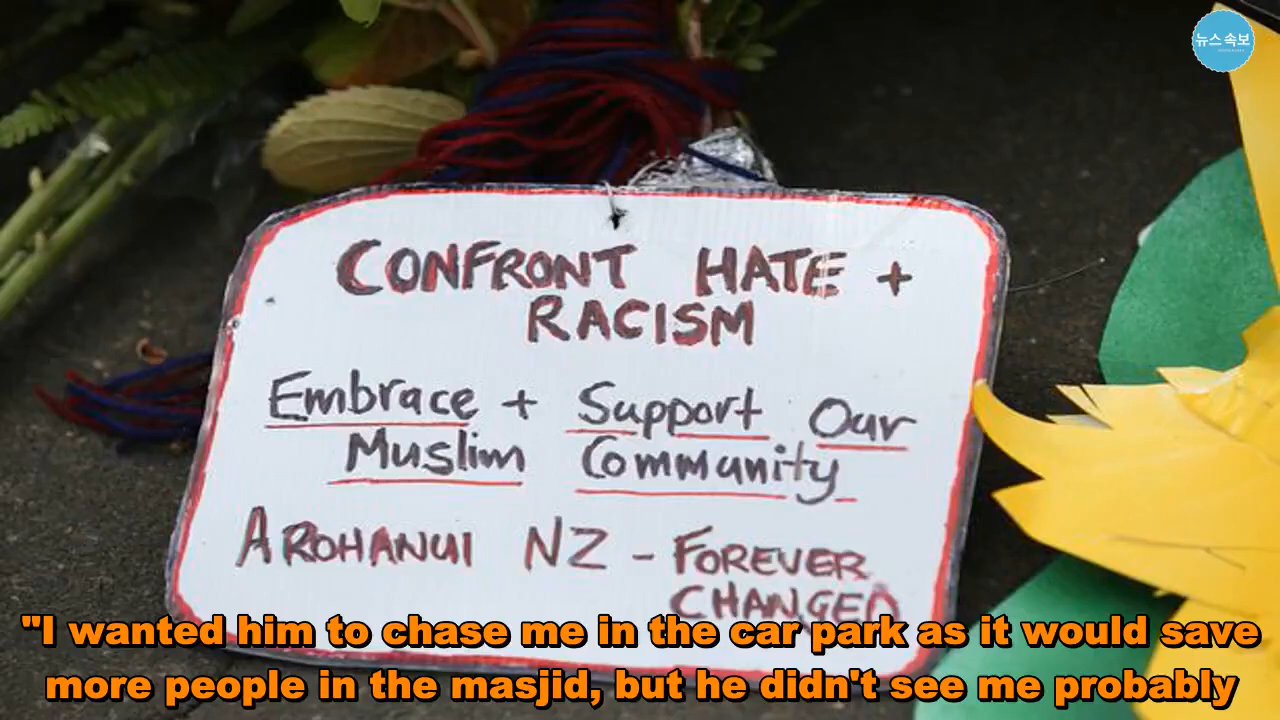 뉴스 속보
CONFRONT HATE +
RACISM
Embrace + Support Our
Muslim Community
AROHANUI NZ - FOREVER
CHANGED
"I wanted him to chase me in the car park as it would save
more people in the masjid, but he didn't see me probably